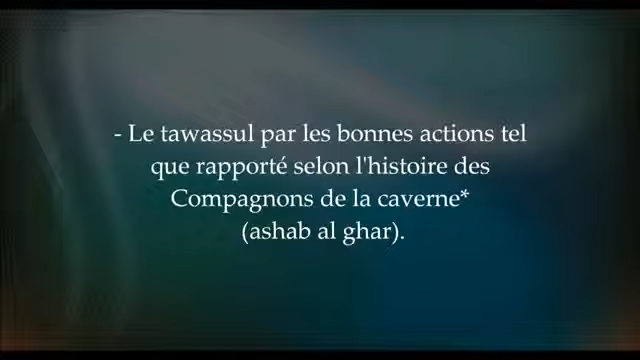 - Le tawassul par les bonnes actions tel
que rapporté selon l'histoire des
Compagnons de la caverne*
(ashab al ghar).